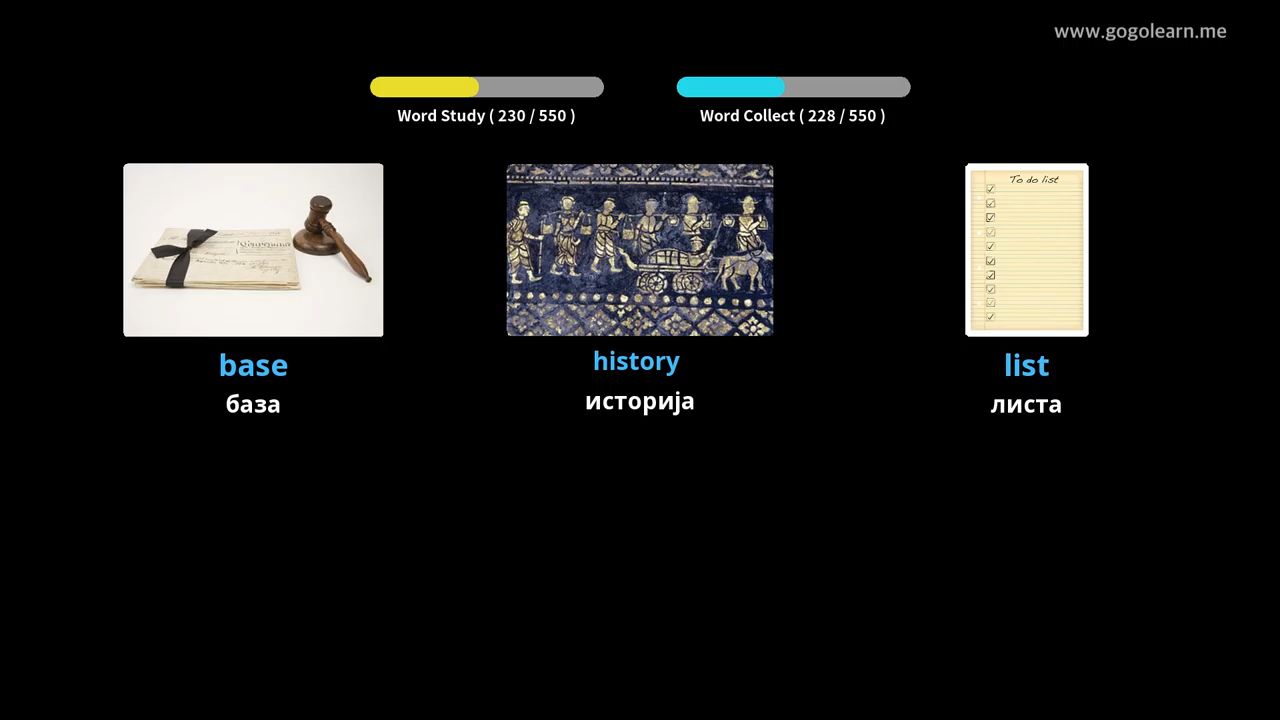 www.gogolearn.me
Word Study ( 230 / 550 )
Word Collect ( 228 / 550 )
To do list
base
history
list
база
историја
листа